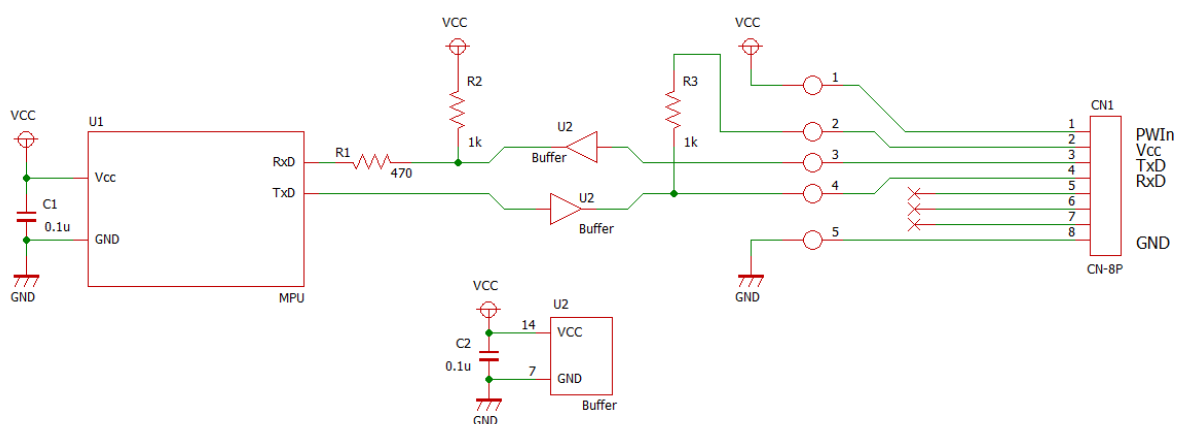 VCC
VCC
R2
R3
1
CN1
VCC
U1
U2
2
1
PWIn
1k
1k
2
Vcc
RxD
R1
Buffer
3
3
TxD
470
4
RxD
Vcc
TxD
U2
4
5
C1
Buffer
6
0.1u
7
GND
5
8
GND
GND
MPU
GND
CN-8P
VCC
U2
14
VCC
C2
0.1u
7
GND
GND
Buffer